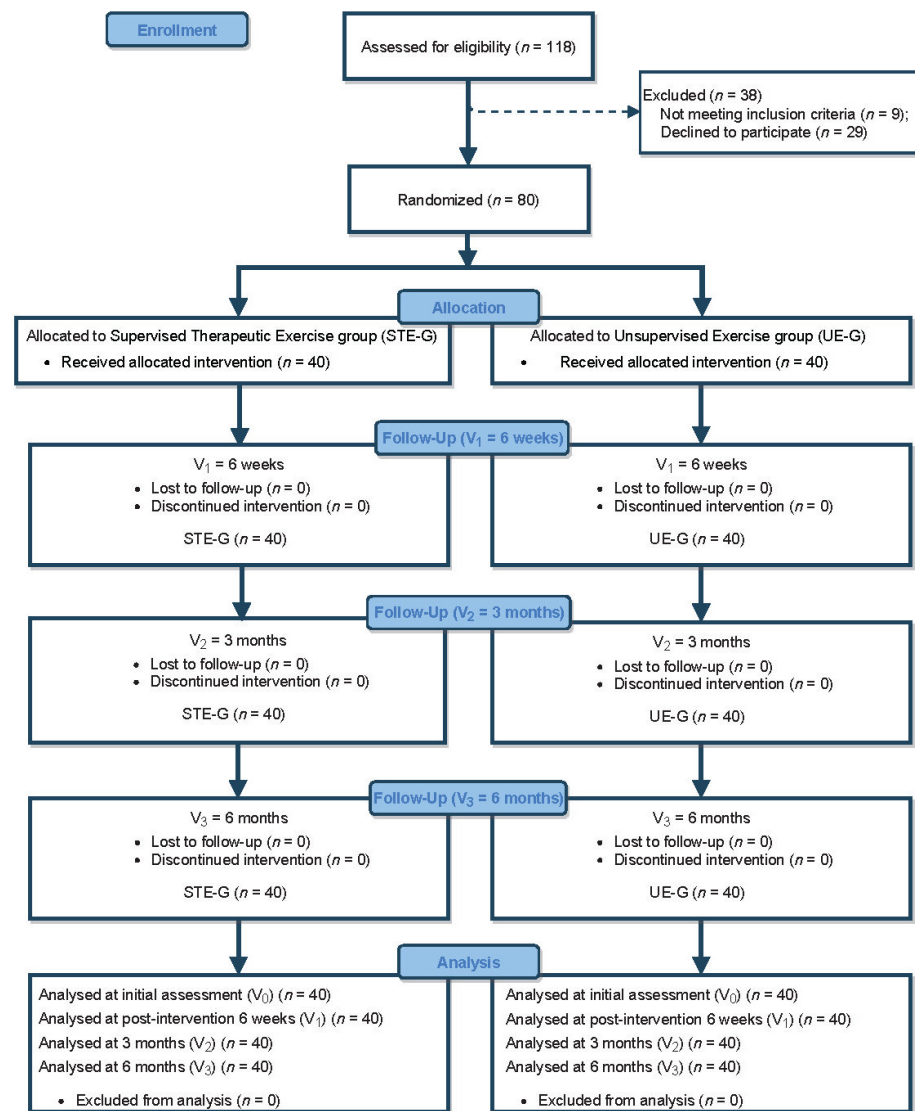 Enrollment
Assessed for eligibility (n = 118)
Excluded (n = 38)
Not meeting inclusion criteria (n = 9);
Declined to participate (n = 29)
Randomized (n = 80)
Allocation
Allocated to Supervised Therapeutic Exercise group (STE-G)
• Received allocated intervention (n = 40)
Allocated to Unsupervised Exercise group (UE-G)
• Received allocated intervention (n = 40)
Follow-Up (V₁ = 6 weeks)
V₁ = 6 weeks
• Lost to follow-up (n = 0)
• Discontinued intervention (n = 0)
STE-G (n = 40)
V₁ = 6 weeks
• Lost to follow-up (n = 0)
• Discontinued intervention (n = 0)
UE-G (n = 40)
Follow-Up (V₂ = 3 months)
V₂ = 3 months
• Lost to follow-up (n = 0)
• Discontinued intervention (n = 0)
STE-G (n = 40)
V₂ = 3 months
• Lost to follow-up (n = 0)
• Discontinued intervention (n = 0)
UE-G (n = 40)
Follow-Up (V₃ = 6 months)
V₃ = 6 months
• Lost to follow-up (n = 0)
• Discontinued intervention (n = 0)
STE-G (n = 40)
V₃ = 6 months
• Lost to follow-up (n = 0)
• Discontinued intervention (n = 0)
UE-G (n = 40)
Analysis
Analysed at initial assessment (V₀) (n = 40)
Analysed at post-intervention 6 weeks (V₁) (n = 40)
Analysed at 3 months (V₂) (n = 40)
Analysed at 6 months (V₃) (n = 40)
• Excluded from analysis (n = 0)
Analysed at initial assessment (V₀) (n = 40)
Analysed at post-intervention 6 weeks (V₁) (n = 40)
Analysed at 3 months (V₂) (n = 40)
Analysed at 6 months (V₃) (n = 40)
• Excluded from analysis (n = 0)